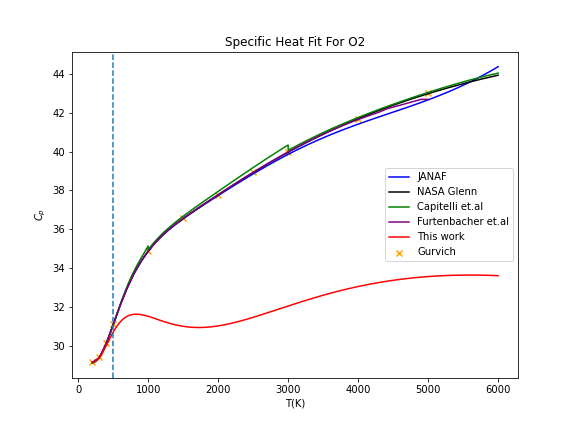 Specific Heat Fit For O2
44
42
40
38
36
34
32
30
Cₚ
0
1000
2000
3000
4000
5000
6000
T(K)
JANAF
NASA Glenn
Capitelli et.al
Furtenbacher et.al
This work
Gurvich